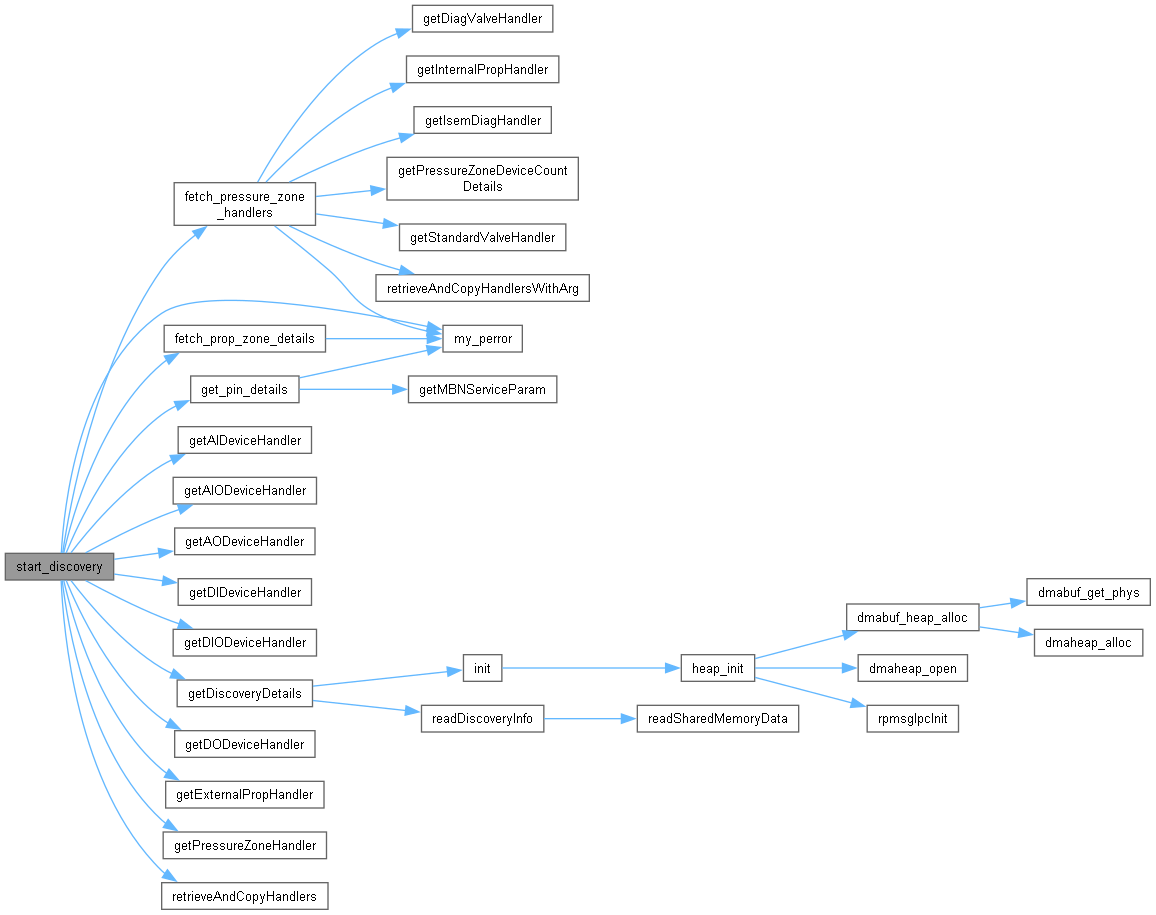 getDiagValveHandler
getInternalPropHandler
getIsemDiagHandler
getPressureZoneDeviceCount
Details
fetch_pressure_zone
_handlers
getStandardValveHandler
retrieveAndCopyHandlersWithArg
fetch_prop_zone_details
my_perror
get_pin_details
getMBNServiceParam
getAIDeviceHandler
getAIODeviceHandler
getAODeviceHandler
start_discovery
getDIDeviceHandler
getDIODeviceHandler
getDiscoveryDetails
init
heap_init
dmabuf_heap_alloc
dmabuf_get_phys
dmaheap_alloc
dmaheap_open
rpmsgIpcInit
readDiscoveryInfo
readSharedMemoryData
getDODeviceHandler
getExternalPropHandler
getPressureZoneHandler
retrieveAndCopyHandlers